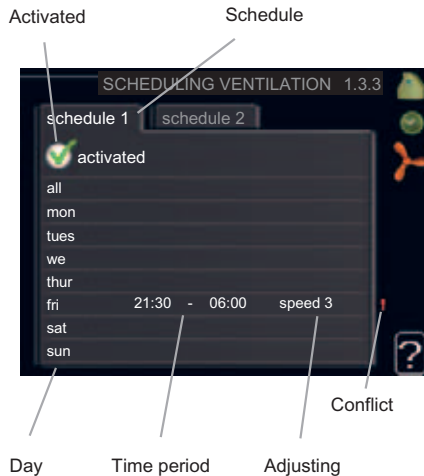 Activated
Schedule
SCHEDULING VENTILATION 1.3.3
schedule 1 schedule 2
activated
all
mon
tues
we
thur
fri 21:30 - 06:00 speed 3 !
sat
sun
?
Conflict
Day Time period Adjusting